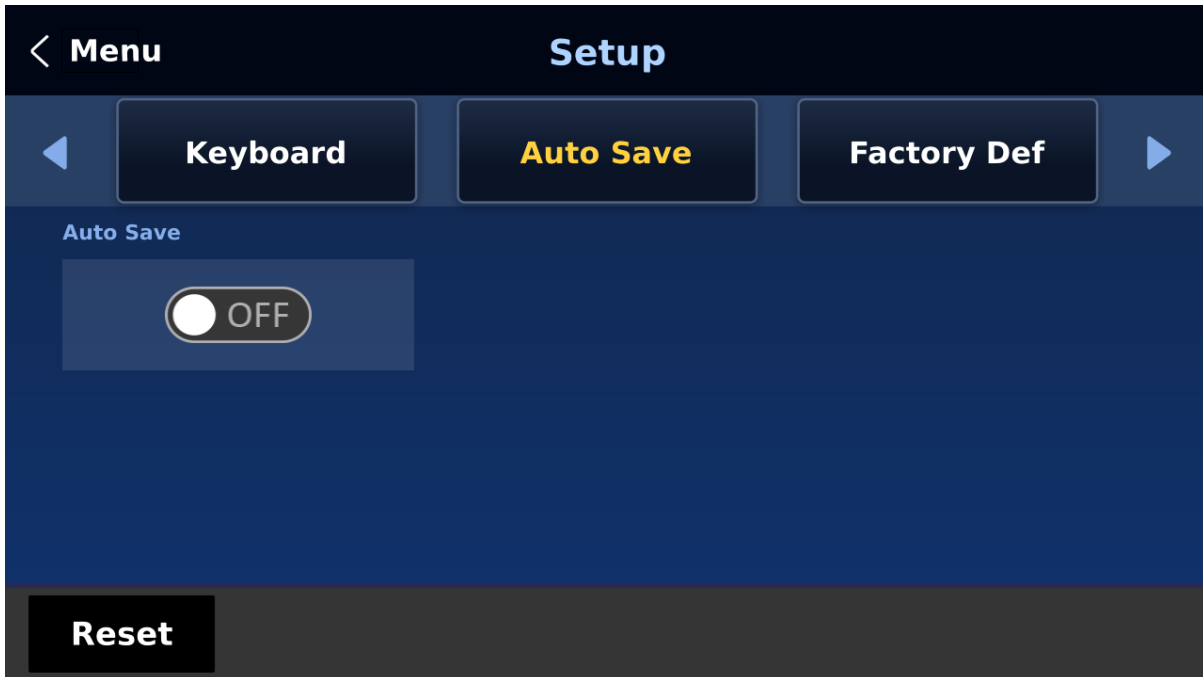 Menu
Setup
Keyboard
Auto Save
Factory Def
Auto Save
OFF
Reset